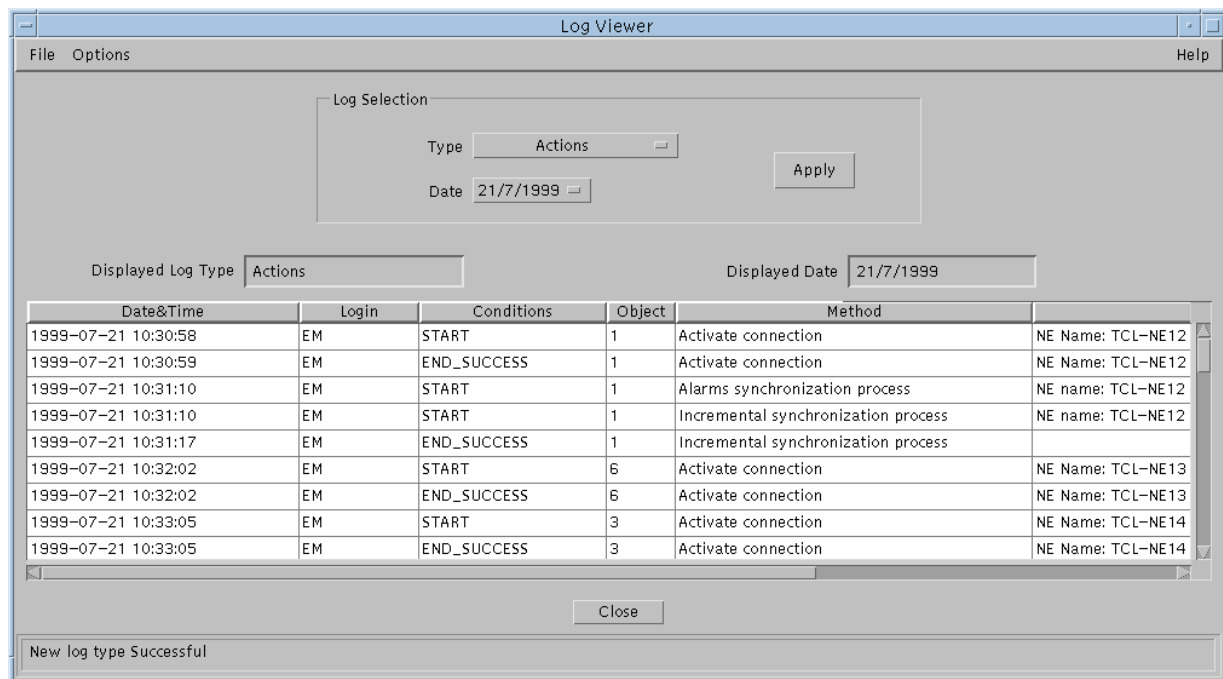 Log Viewer
File Options Help
Log Selection
Type Actions
Apply
Date 21/7/1999
Displayed Log Type Actions Displayed Date 21/7/1999
Date&Time Login Conditions Object Method
1999-07-21 10:30:58 EM START 1 Activate connection NE Name: TCL-NE12
1999-07-21 10:30:59 EM END_SUCCESS 1 Activate connection NE Name: TCL-NE12
1999-07-21 10:31:10 EM START 1 Alarms synchronization process NE name: TCL-NE12
1999-07-21 10:31:10 EM START 1 Incremental synchronization process NE name: TCL-NE12
1999-07-21 10:31:17 EM END_SUCCESS 1 Incremental synchronization process
1999-07-21 10:32:02 EM START 6 Activate connection NE Name: TCL-NE13
1999-07-21 10:32:02 EM END_SUCCESS 6 Activate connection NE Name: TCL-NE13
1999-07-21 10:33:05 EM START 3 Activate connection NE Name: TCL-NE14
1999-07-21 10:33:05 EM END_SUCCESS 3 Activate connection NE Name: TCL-NE14
Close
New log type Successful